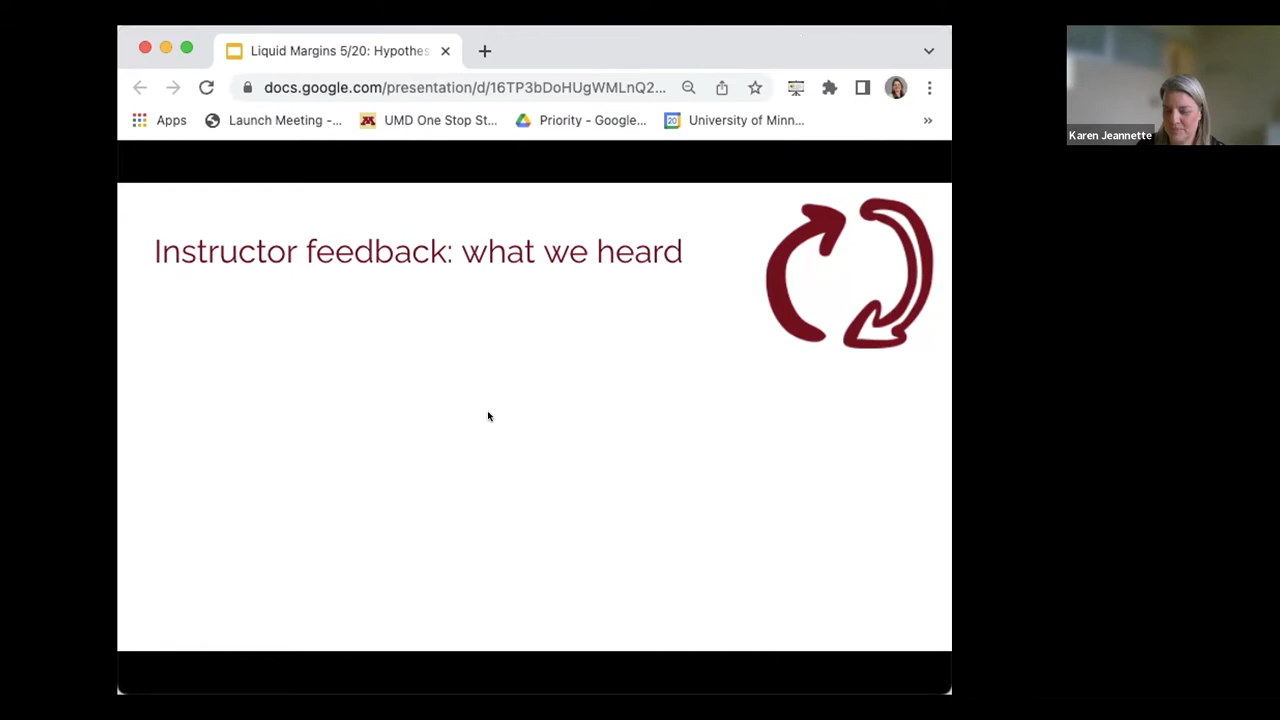 Liquid Margins 5/20: Hypothes
docs.google.com/presentation/d/16TP3bDoHUgWMLnQ2...
Apps
Launch Meeting -...
UMD One Stop St...
Priority - Google...
20
University of Minn...
»
Karen Jeannette
Instructor feedback: what we heard